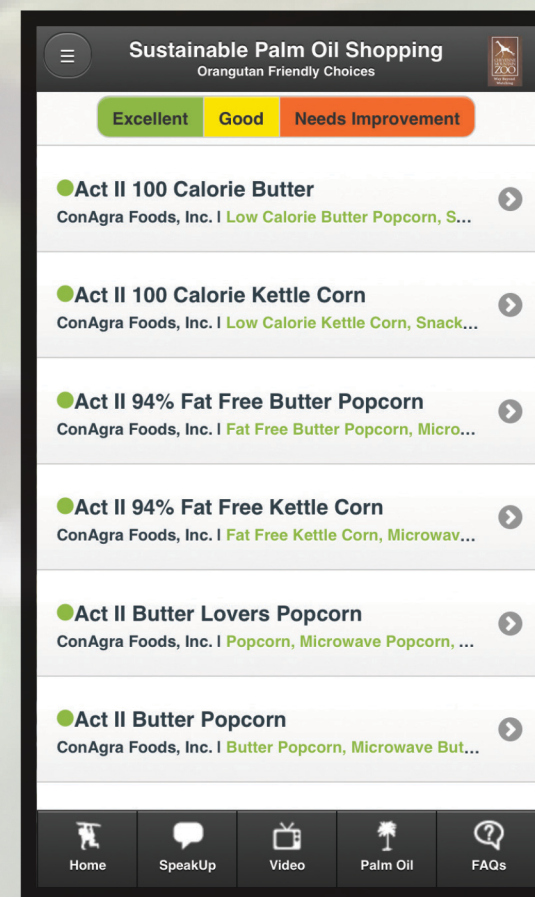 Sustainable Palm Oil Shopping
Orangutan Friendly Choices
ZOO
Excellent Good Needs Improvement
Act II 100 Calorie Butter
ConAgra Foods, Inc. I Low Calorie Butter Popcorn, S...
Act II 100 Calorie Kettle Corn
ConAgra Foods, Inc. I Low Calorie Kettle Corn, Snack...
Act II 94% Fat Free Butter Popcorn
ConAgra Foods, Inc. I Fat Free Butter Popcorn, Micro...
Act II 94% Fat Free Kettle Corn
ConAgra Foods, Inc. I Fat Free Kettle Corn, Microwav...
Act II Butter Lovers Popcorn
ConAgra Foods, Inc. I Popcorn, Microwave Popcorn, ...
Act II Butter Popcorn
ConAgra Foods, Inc. I Butter Popcorn, Microwave But...
Home SpeakUp Video Palm Oil FAQs